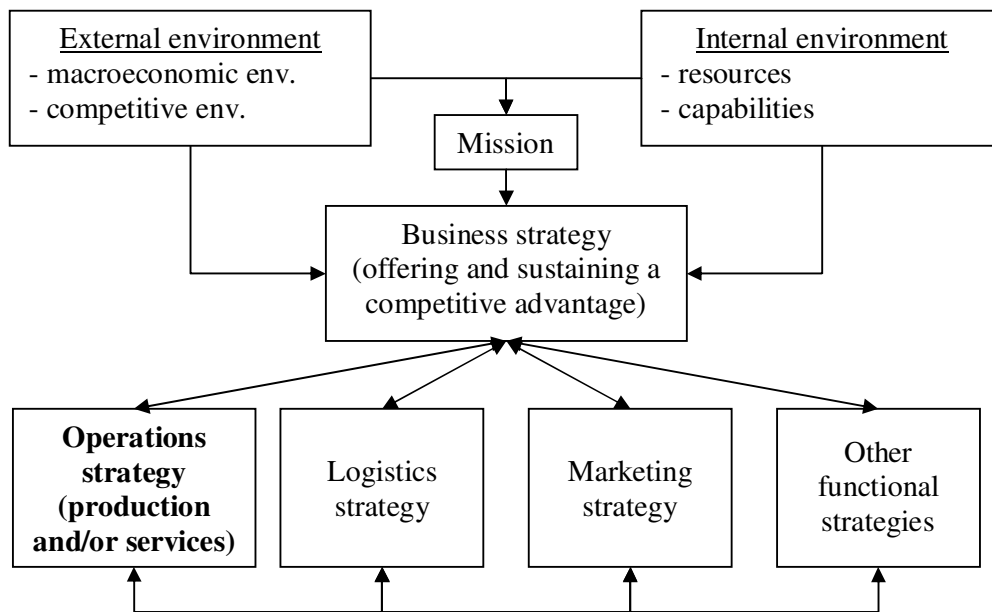 External environment
- macroeconomic env.
- competitive env.
Internal environment
- resources
- capabilities
Mission
Business strategy
(offering and sustaining a
competitive advantage)
Operations
strategy
(production
and/or services)
Logistics
strategy
Marketing
strategy
Other
functional
strategies